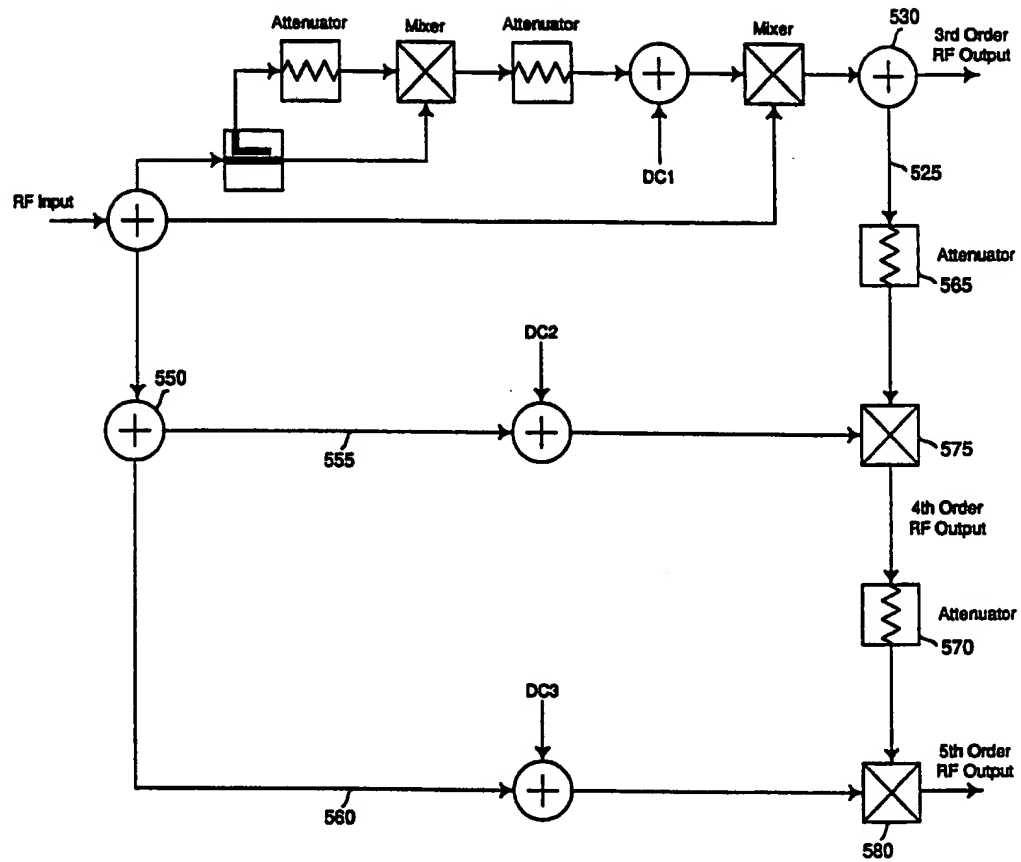 530
Attenuator
Mixer
Attenuator
Mixer
3rd Order
RF Output
DC1
525
RF Input
Attenuator
565
DC2
550
555
575
4th Order
RF Output
Attenuator
570
DC3
5th Order
RF Output
560
580